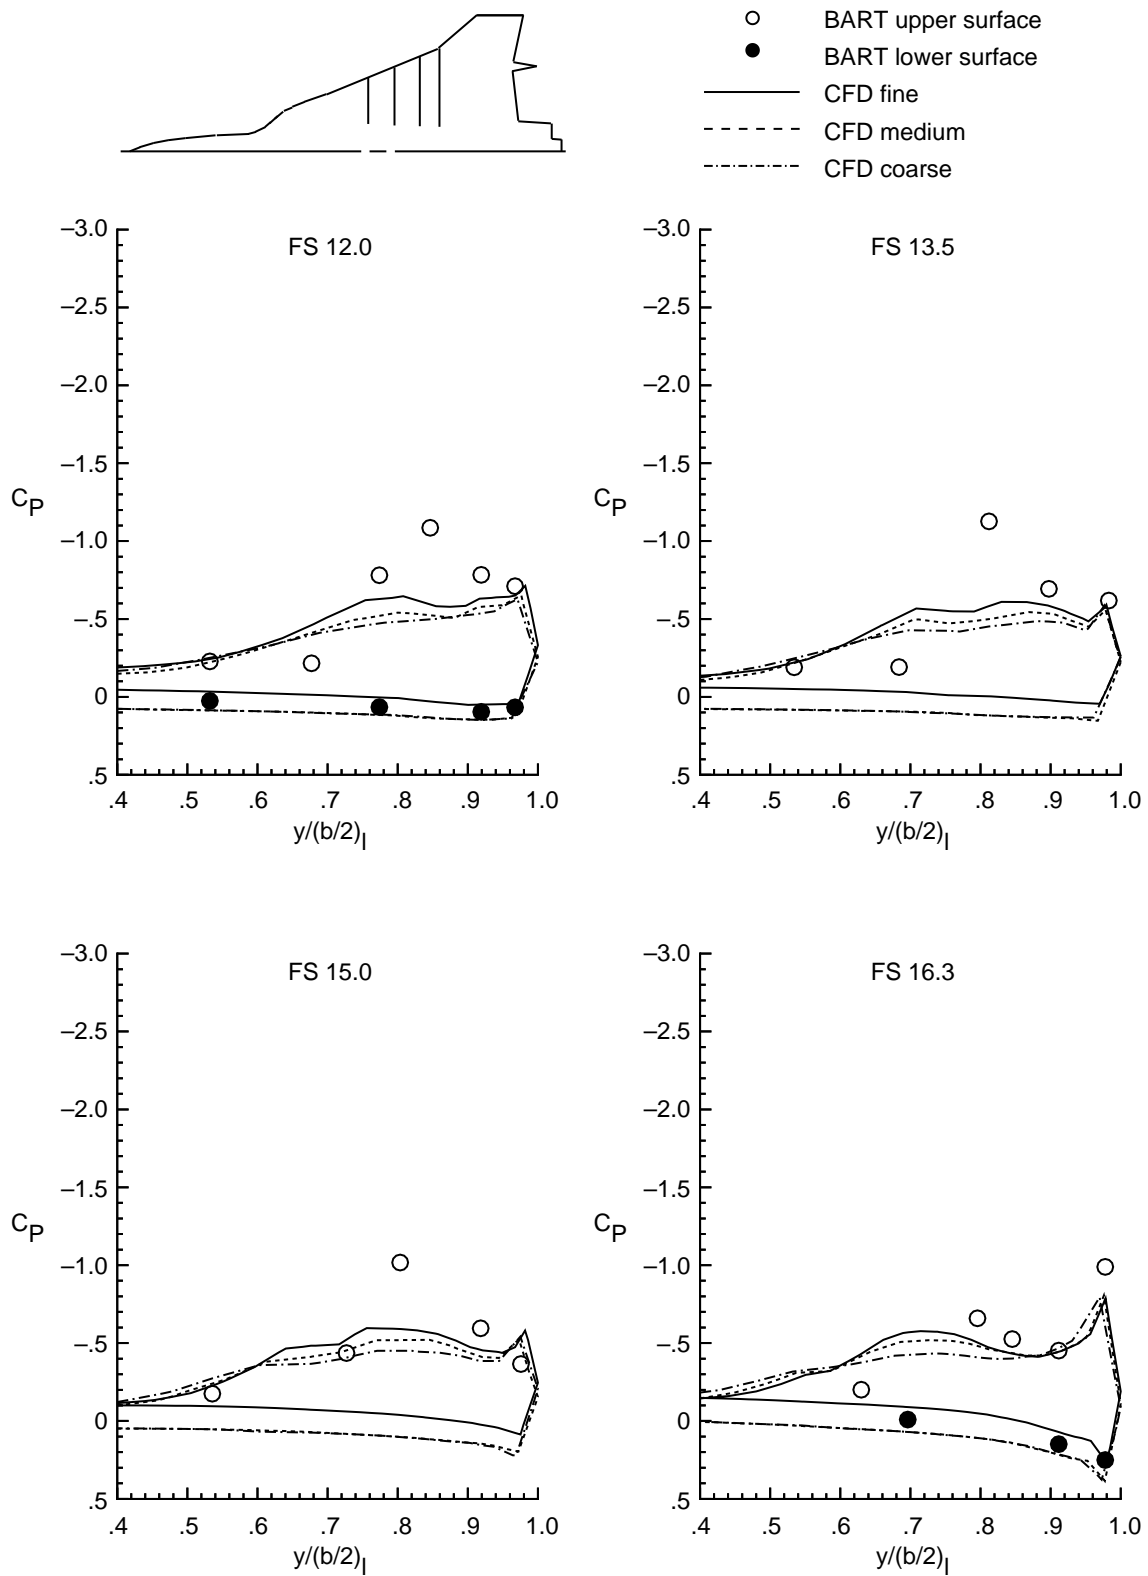 BART upper surface
BART lower surface
CFD fine
CFD medium
CFD coarse
FS 12.0
–3.0
–2.5
–2.0
–1.5
–1.0
–.5
0
.5
CP
.4 .5 .6 .7 .8 .9 1.0
y/(b/2)l
FS 13.5
–3.0
–2.5
–2.0
–1.5
–1.0
–.5
0
.5
CP
.4 .5 .6 .7 .8 .9 1.0
y/(b/2)l
FS 15.0
–3.0
–2.5
–2.0
–1.5
–1.0
–.5
0
.5
CP
.4 .5 .6 .7 .8 .9 1.0
y/(b/2)l
FS 16.3
–3.0
–2.5
–2.0
–1.5
–1.0
–.5
0
.5
CP
.4 .5 .6 .7 .8 .9 1.0
y/(b/2)l